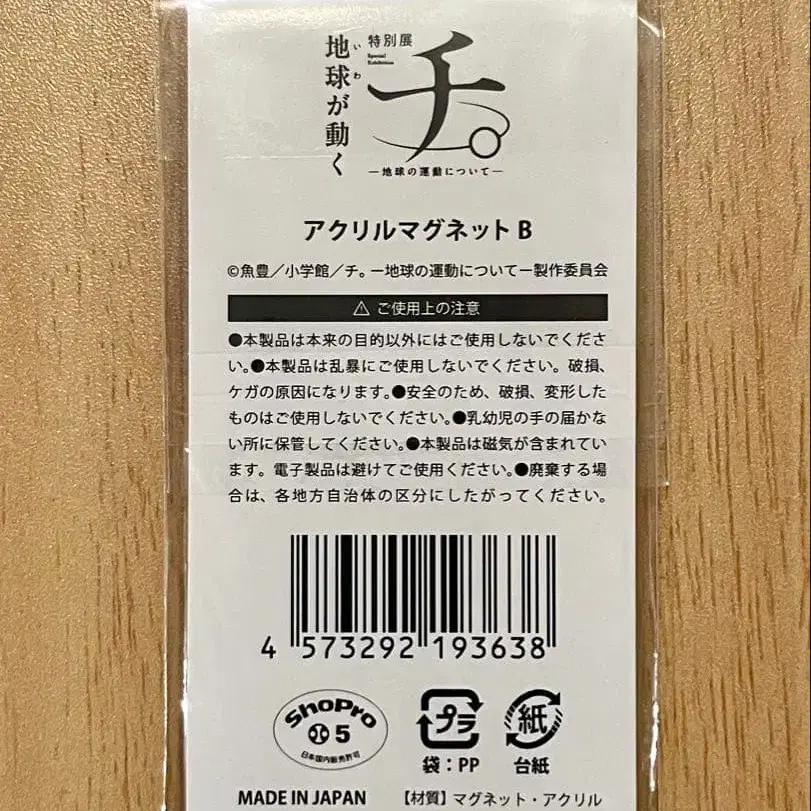 特別展
Special Exhibition
地球が動く
いわ
チ。
―地球の運動について―
アクリルマグネット B
©魚豊／小学館／チ。ー地球の運動についてー製作委員会
⚠ ご使用上の注意
●本製品は本来の目的以外にはご使用しないでくださ
い。●本製品は乱暴にご使用しないでください。破損、
ケガの原因になります。●安全のため、破損、変形した
ものはご使用しないでください。●乳幼児の手の届かな
い所に保管してください。●本製品は磁気が含まれてい
ます。電子製品は避けてご使用ください。●廃棄する場
合は、各地方自治体の区分にしたがってください。
4 573292 193638
ShoPro
5
日本国内販売許可
プラ
袋：PP
紙
台紙
MADE IN JAPAN
【材質】マグネット・アクリル